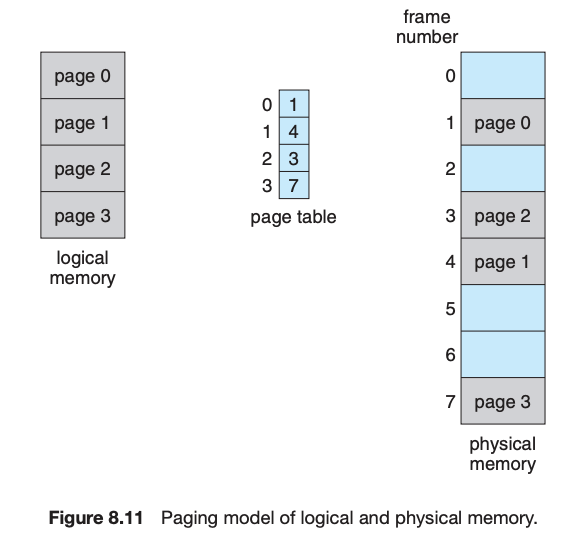 page 0
page 1
page 2
page 3
logical
memory
0 1
1 4
2 3
3 7
page table
frame
number
0
1 page 0
2
3 page 2
4 page 1
5
6
7 page 3
physical
memory
Figure 8.11 Paging model of logical and physical memory.